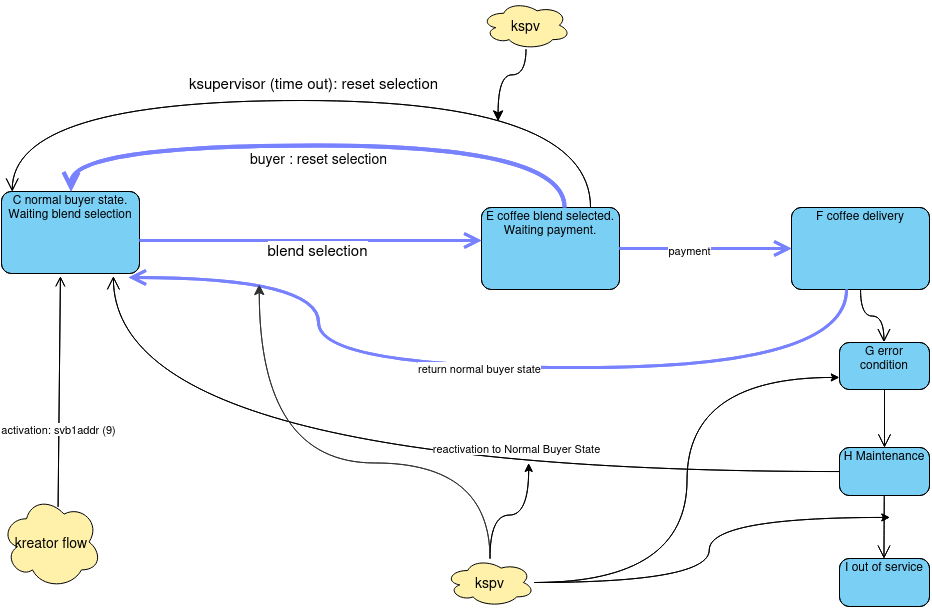 kspv
ksupervisor (time out): reset selection
buyer : reset selection
C normal buyer state.
Waiting blend selection
E coffee blend selected.
Waiting payment.
F coffee delivery
blend selection
payment
G error
condition
return normal buyer state
activation: svb1addr (9)
reactivation to Normal Buyer State
H Maintenance
kreator flow
kspv
I out of service